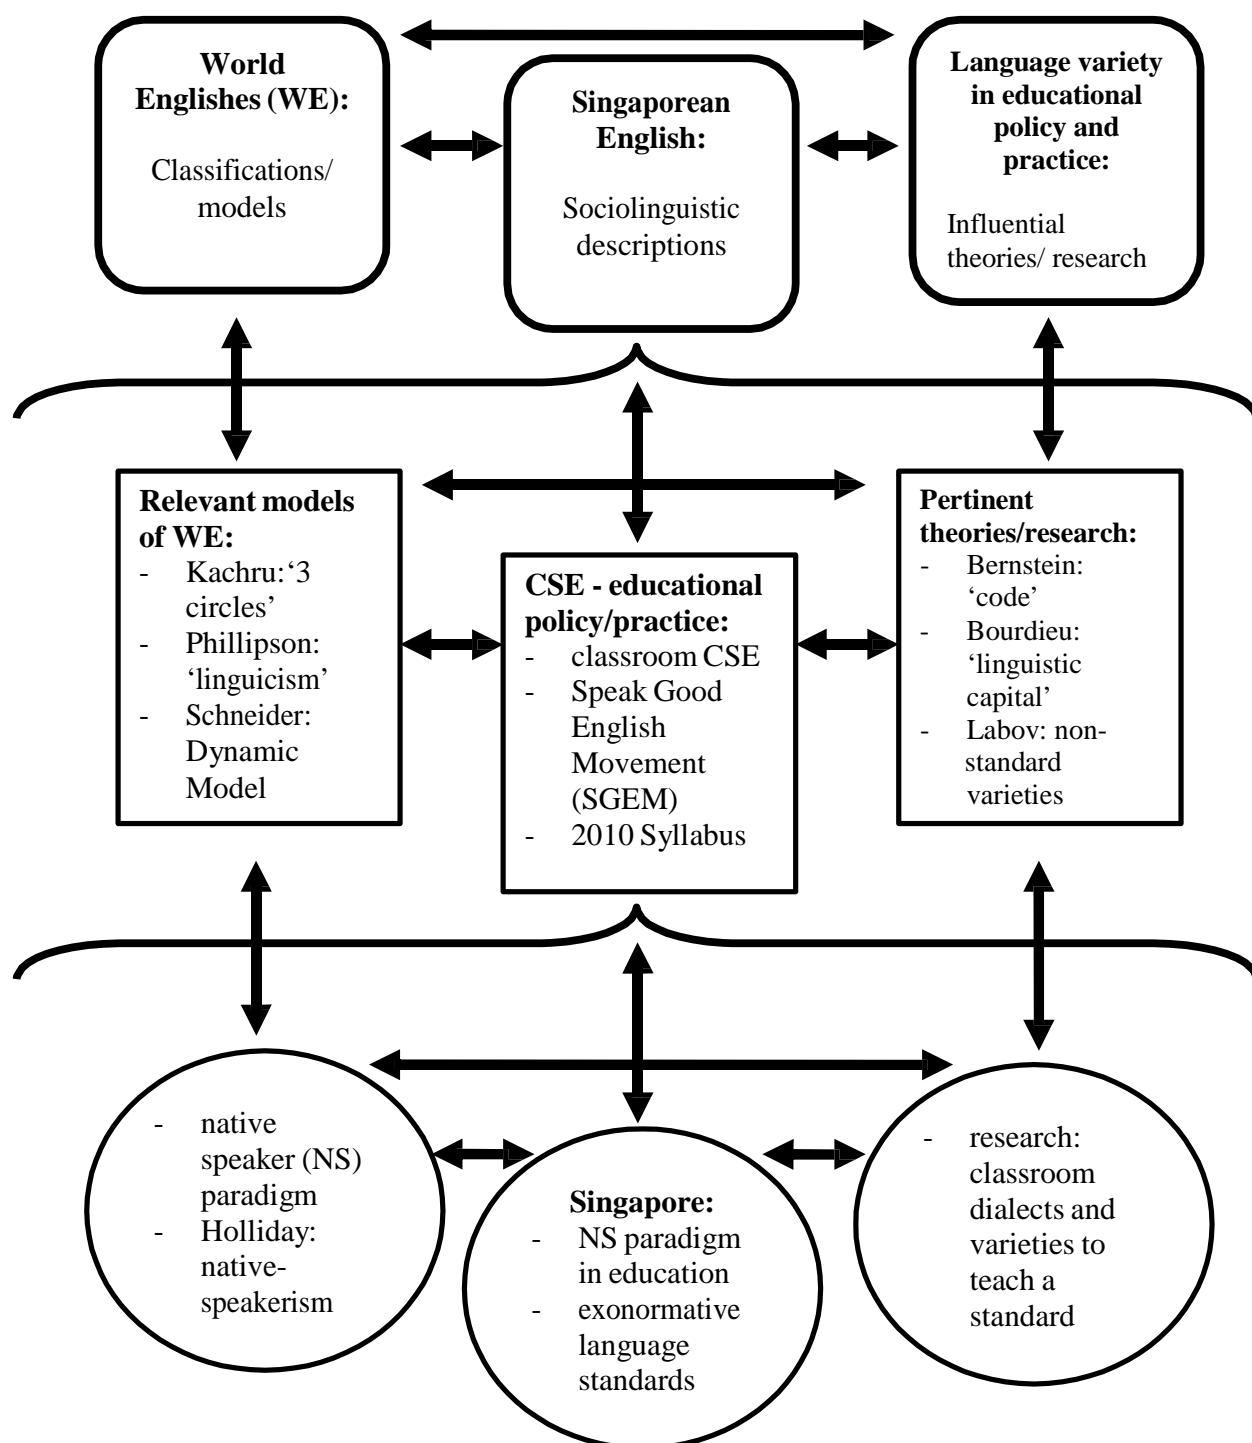 World
Englishes (WE):
Classifications/
models
Singaporean
English:
Sociolinguistic
descriptions
Language variety
in educational
policy and
practice:
Influential
theories/ research
Relevant models
of WE:
- Kachru:‘3
circles’
- Phillipson:
‘linguicism’
- Schneider:
Dynamic
Model
CSE - educational
policy/practice:
- classroom CSE
- Speak Good
English
Movement
(SGEM)
- 2010 Syllabus
Pertinent
theories/research:
- Bernstein:
‘code’
- Bourdieu:
‘linguistic
capital’
- Labov: non-
standard
varieties
- native
speaker (NS)
paradigm
- Holliday:
native-
speakerism
Singapore:
- NS paradigm
in education
- exonormative
language
standards
- research:
classroom
dialects and
varieties to
teach a
standard